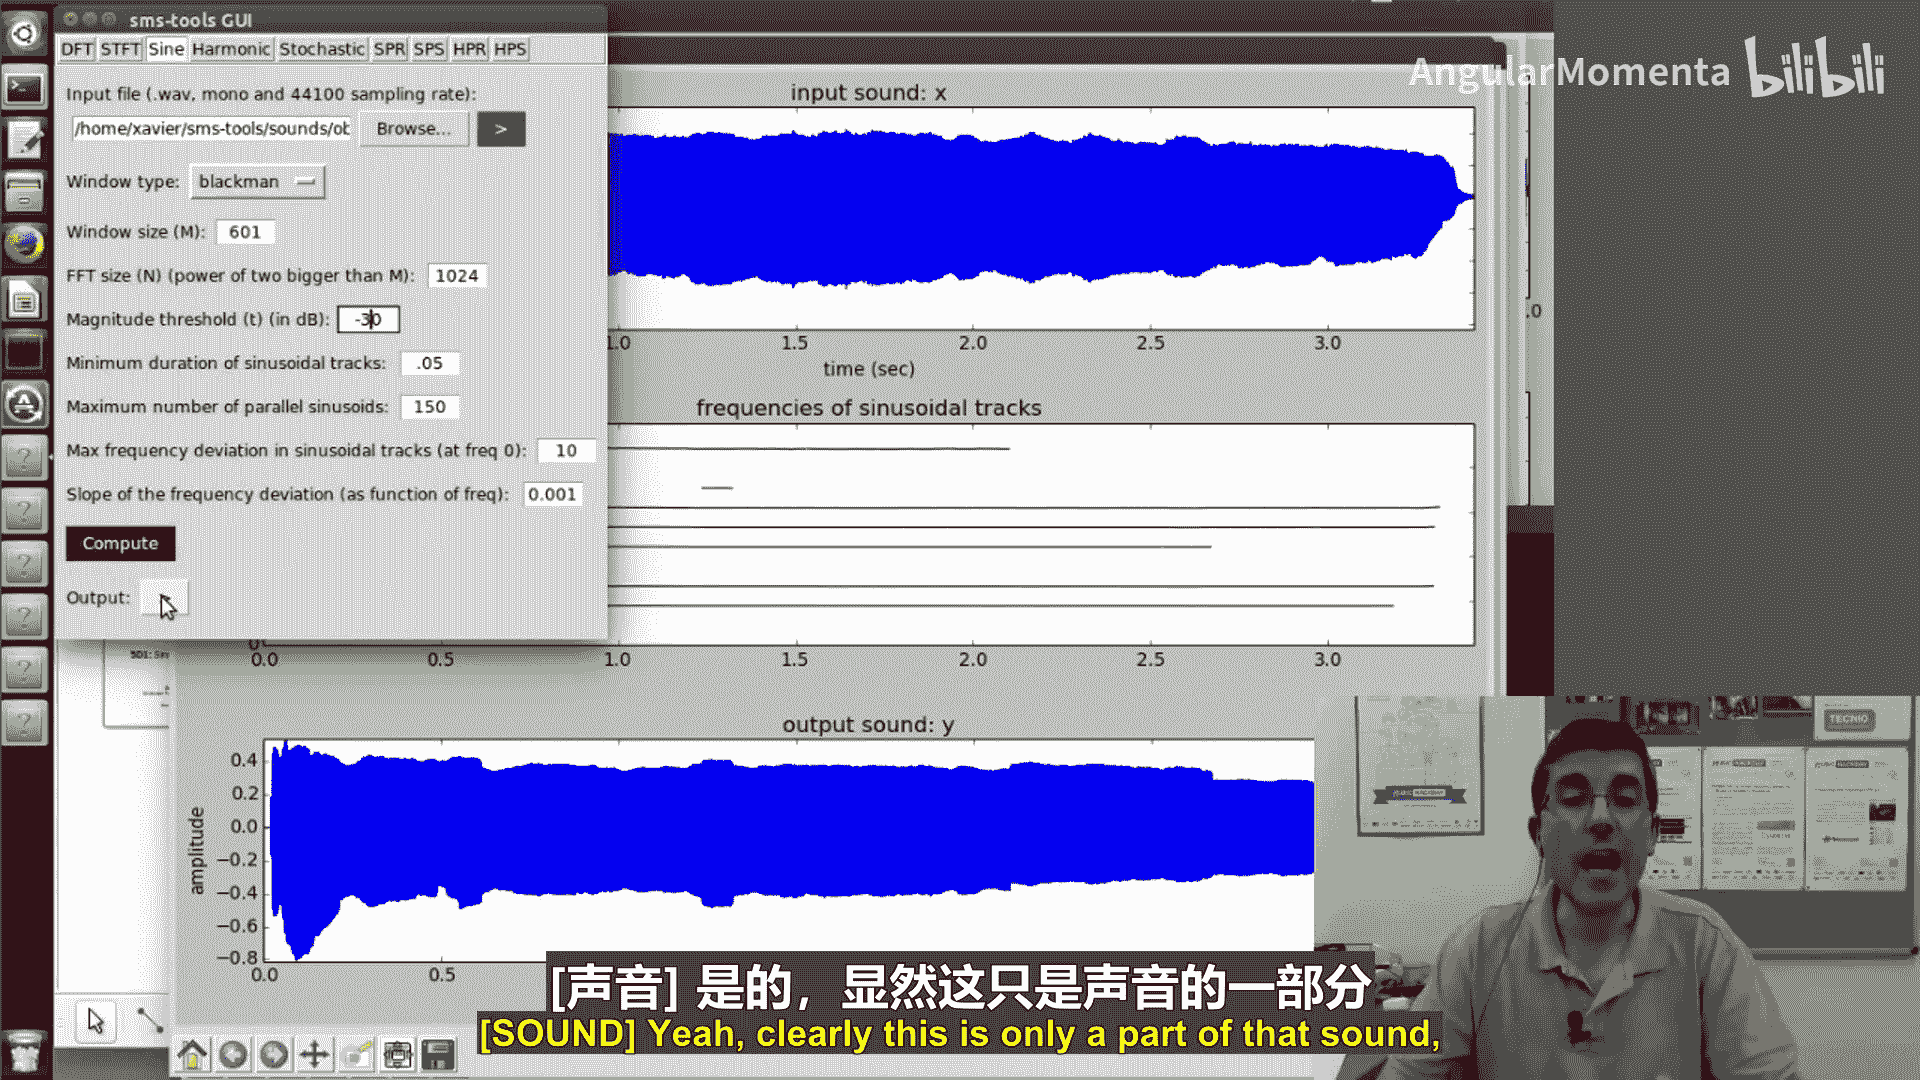 sms-tools GUI
DFT STFT Sine Harmonic Stochastic SPR SPS HPR HPS
Input file (.wav, mono and 44100 sampling rate):
/home/xavier/sms-tools/sounds/ob Browse... >
Window type: blackman
Window size (M): 601
FFT size (N) (power of two bigger than M): 1024
Magnitude threshold (t) (in dB): -30
Minimum duration of sinusoidal tracks: .05
Maximum number of parallel sinusoids: 150
Max frequency deviation in sinusoidal tracks (at freq 0): 10
Slope of the frequency deviation (as function of freq): 0.001
Compute
Output:
AngularMomenta bilibili
input sound: x
1.0 1.5 2.0 2.5 3.0
time (sec)
.0
frequencies of sinusoidal tracks
0
0.0 0.5 1.0 1.5 2.0 2.5 3.0
output sound: y
amplitude
0.4
0.2
0.0
−0.2
−0.4
−0.6
−0.8
0.0 0.5
TECNIO
[声音] 是的，显然这只是声音的一部分
[SOUND] Yeah, clearly this is only a part of that sound,